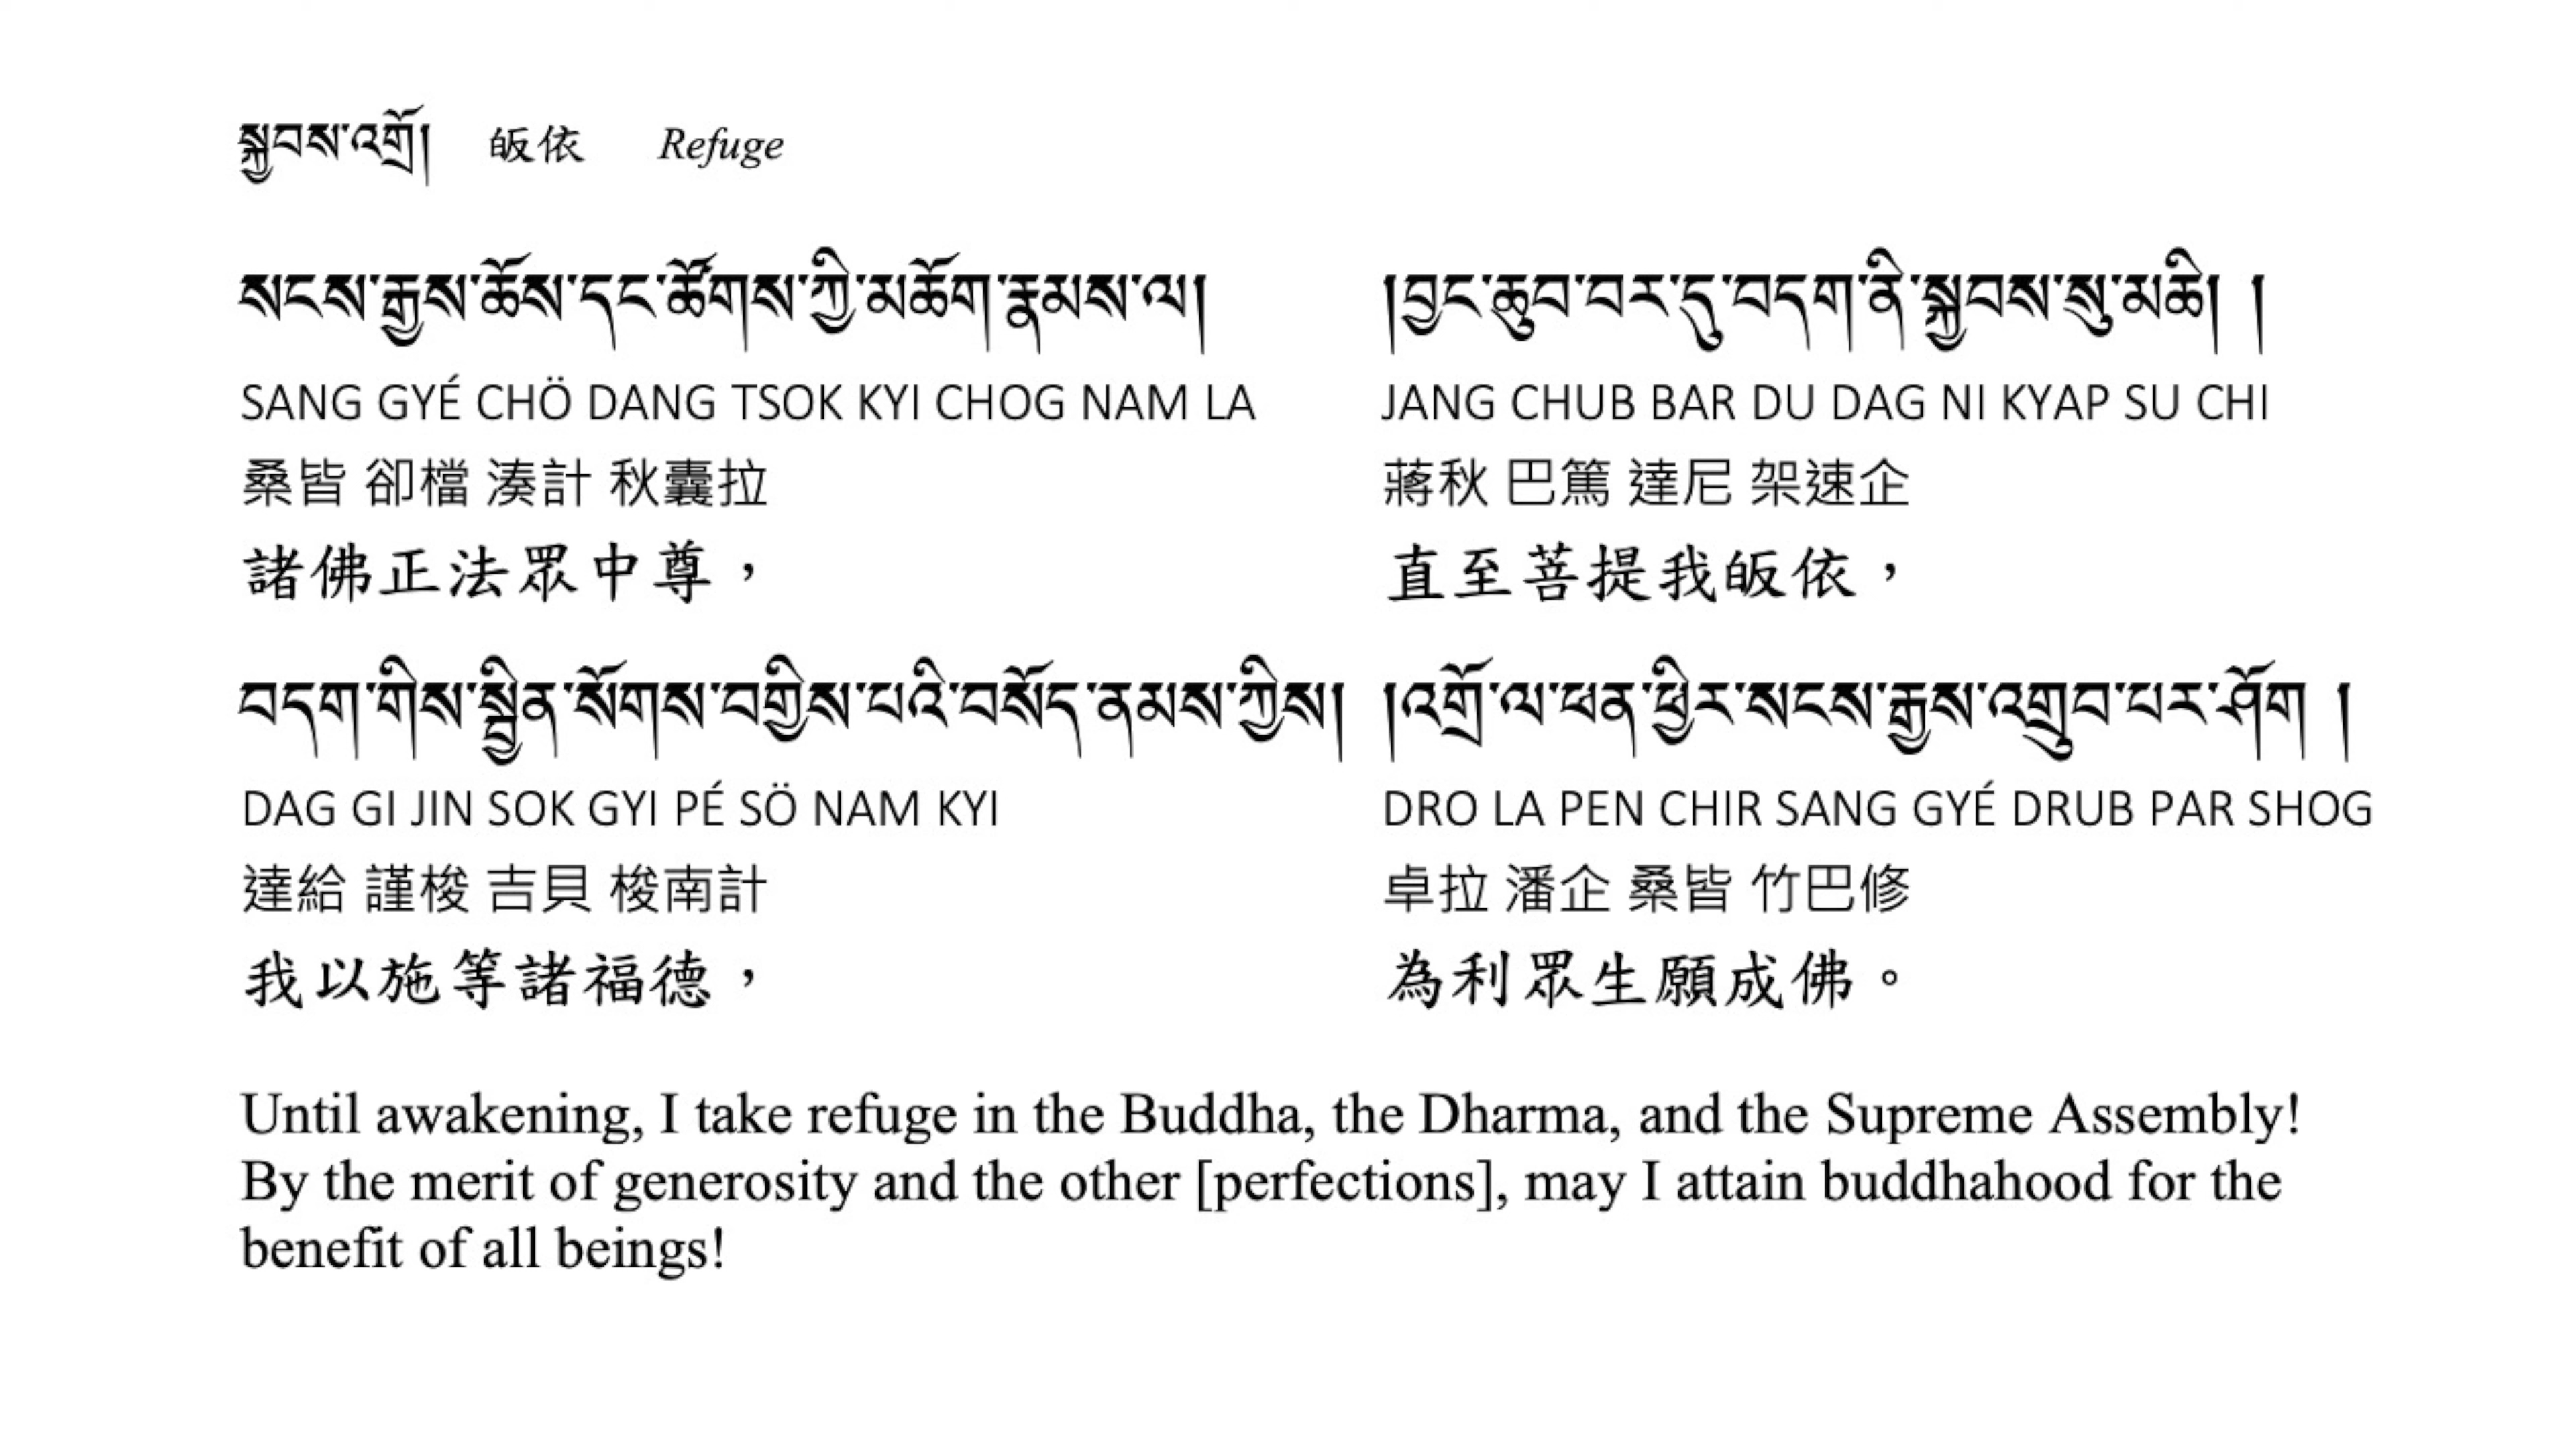 སྐྱབས་འགྲོ། 皈依 Refuge
སངས་རྒྱས་ཆོས་དང་ཚོགས་ཀྱི་མཆོག་རྣམས་ལ། །བྱང་ཆུབ་བར་དུ་བདག་ནི་སྐྱབས་སུ་མཆི། །
SANG GYÉ CHÖ DANG TSOK KYI CHOG NAM LA JANG CHUB BAR DU DAG NI KYAP SU CHI
桑皆 卻檔 湊計 秋囊拉 蔣秋 巴篤 達尼 架速企
諸佛正法眾中尊， 直至菩提我皈依，
བདག་གིས་སྦྱིན་སོགས་བགྱིས་པའི་བསོད་ནམས་ཀྱིས། །འགྲོ་ལ་ཕན་ཕྱིར་སངས་རྒྱས་འགྲུབ་པར་ཤོག །
DAG GI JIN SOK GYI PÉ SÖ NAM KYI DRO LA PEN CHIR SANG GYÉ DRUB PAR SHOG
達給 謹梭 吉貝 梭南計 卓拉 潘企 桑皆 竹巴修
我以施等諸福德， 為利眾生願成佛。
Until awakening, I take refuge in the Buddha, the Dharma, and the Supreme Assembly!
By the merit of generosity and the other [perfections], may I attain buddhahood for the
benefit of all beings!